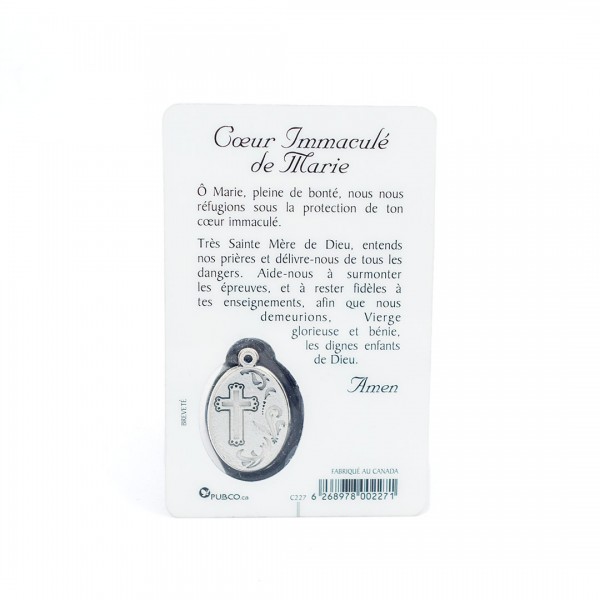 Cœur Immaculé
de Marie
Ô Marie, pleine de bonté, nous nous
réfugions sous la protection de ton
cœur immaculé.
Très Sainte Mère de Dieu, entends
nos prières et délivre-nous de tous les
dangers. Aide-nous à surmonter
les épreuves, et à rester fidèles à
tes enseignements, afin que nous
demeurions, Vierge
glorieuse et bénie,
les dignes enfants
de Dieu.
Amen
BREVETÉ
FABRIQUÉ AU CANADA
PUBCO.ca
C227 6 268978 002271